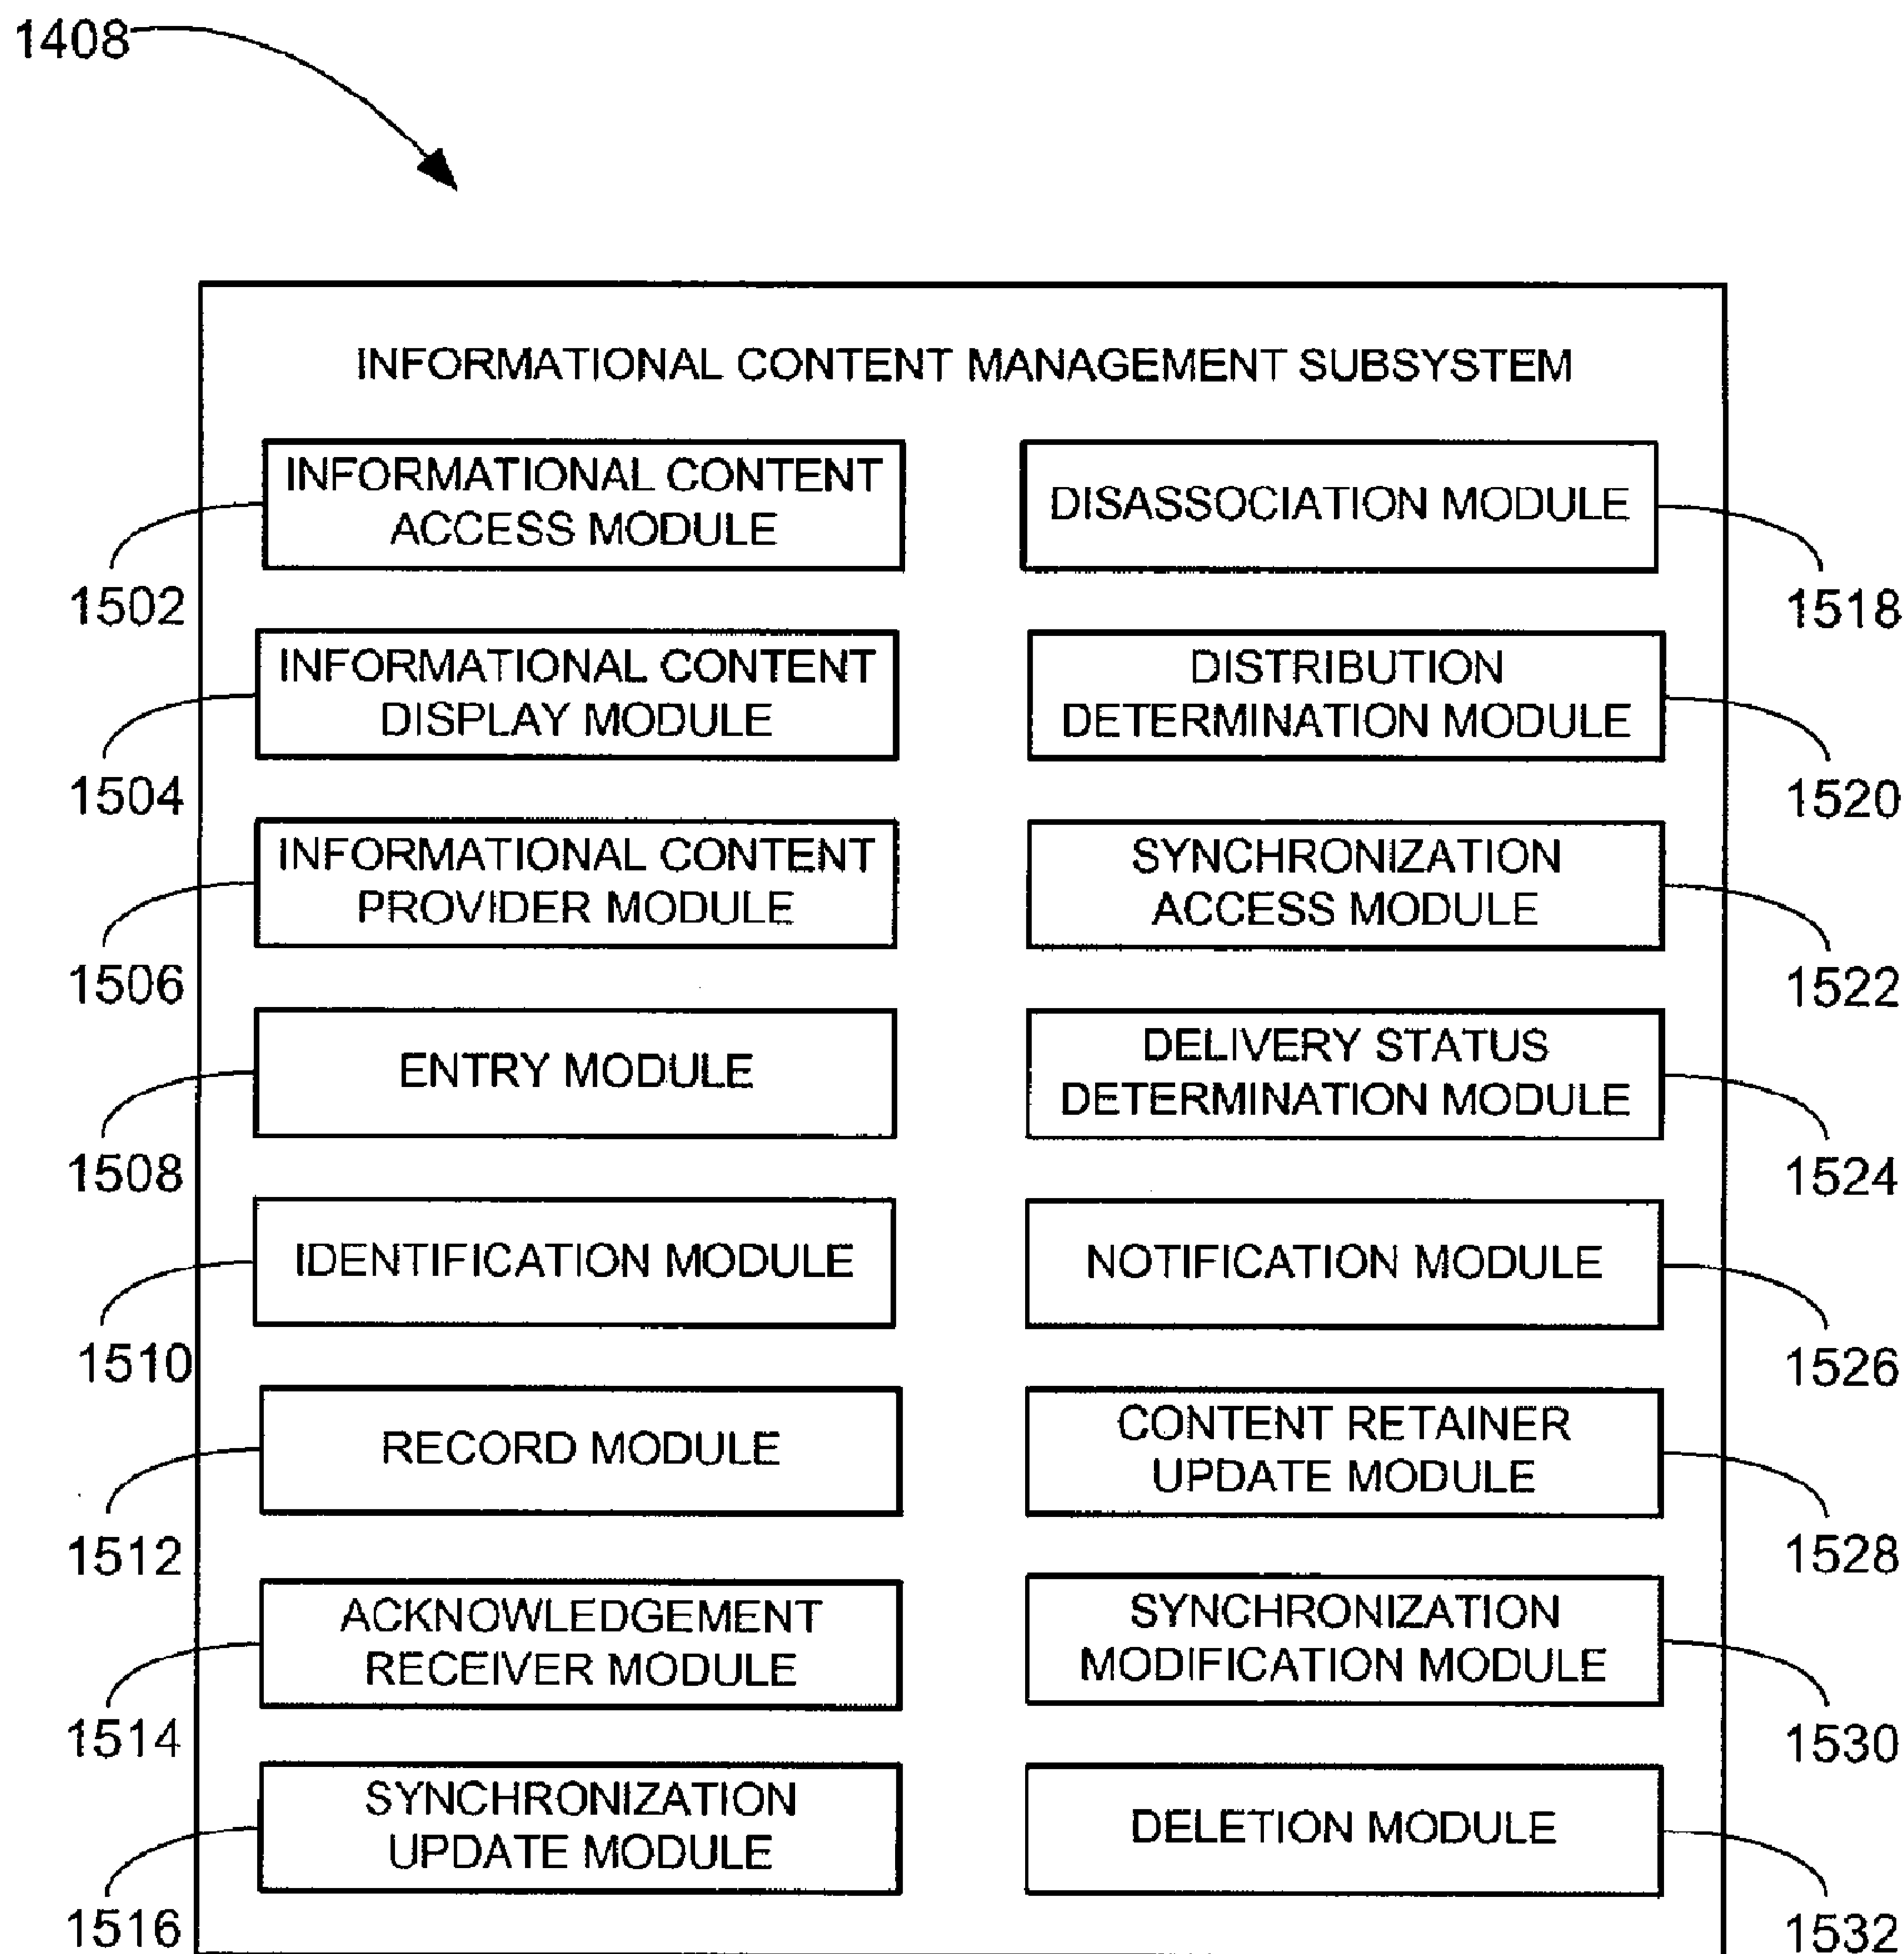 1408
INFORMATIONAL CONTENT MANAGEMENT SUBSYSTEM
INFORMATIONAL CONTENT
ACCESS MODULE
1502
INFORMATIONAL CONTENT
DISPLAY MODULE
1504
INFORMATIONAL CONTENT
PROVIDER MODULE
1506
ENTRY MODULE
1508
IDENTIFICATION MODULE
1510
RECORD MODULE
1512
ACKNOWLEDGEMENT
RECEIVER MODULE
1514
SYNCHRONIZATION
UPDATE MODULE
1516
DISASSOCIATION MODULE
1518
DISTRIBUTION
DETERMINATION MODULE
1520
SYNCHRONIZATION
ACCESS MODULE
1522
DELIVERY STATUS
DETERMINATION MODULE
1524
NOTIFICATION MODULE
1526
CONTENT RETAINER
UPDATE MODULE
1528
SYNCHRONIZATION
MODIFICATION MODULE
1530
DELETION MODULE
1532